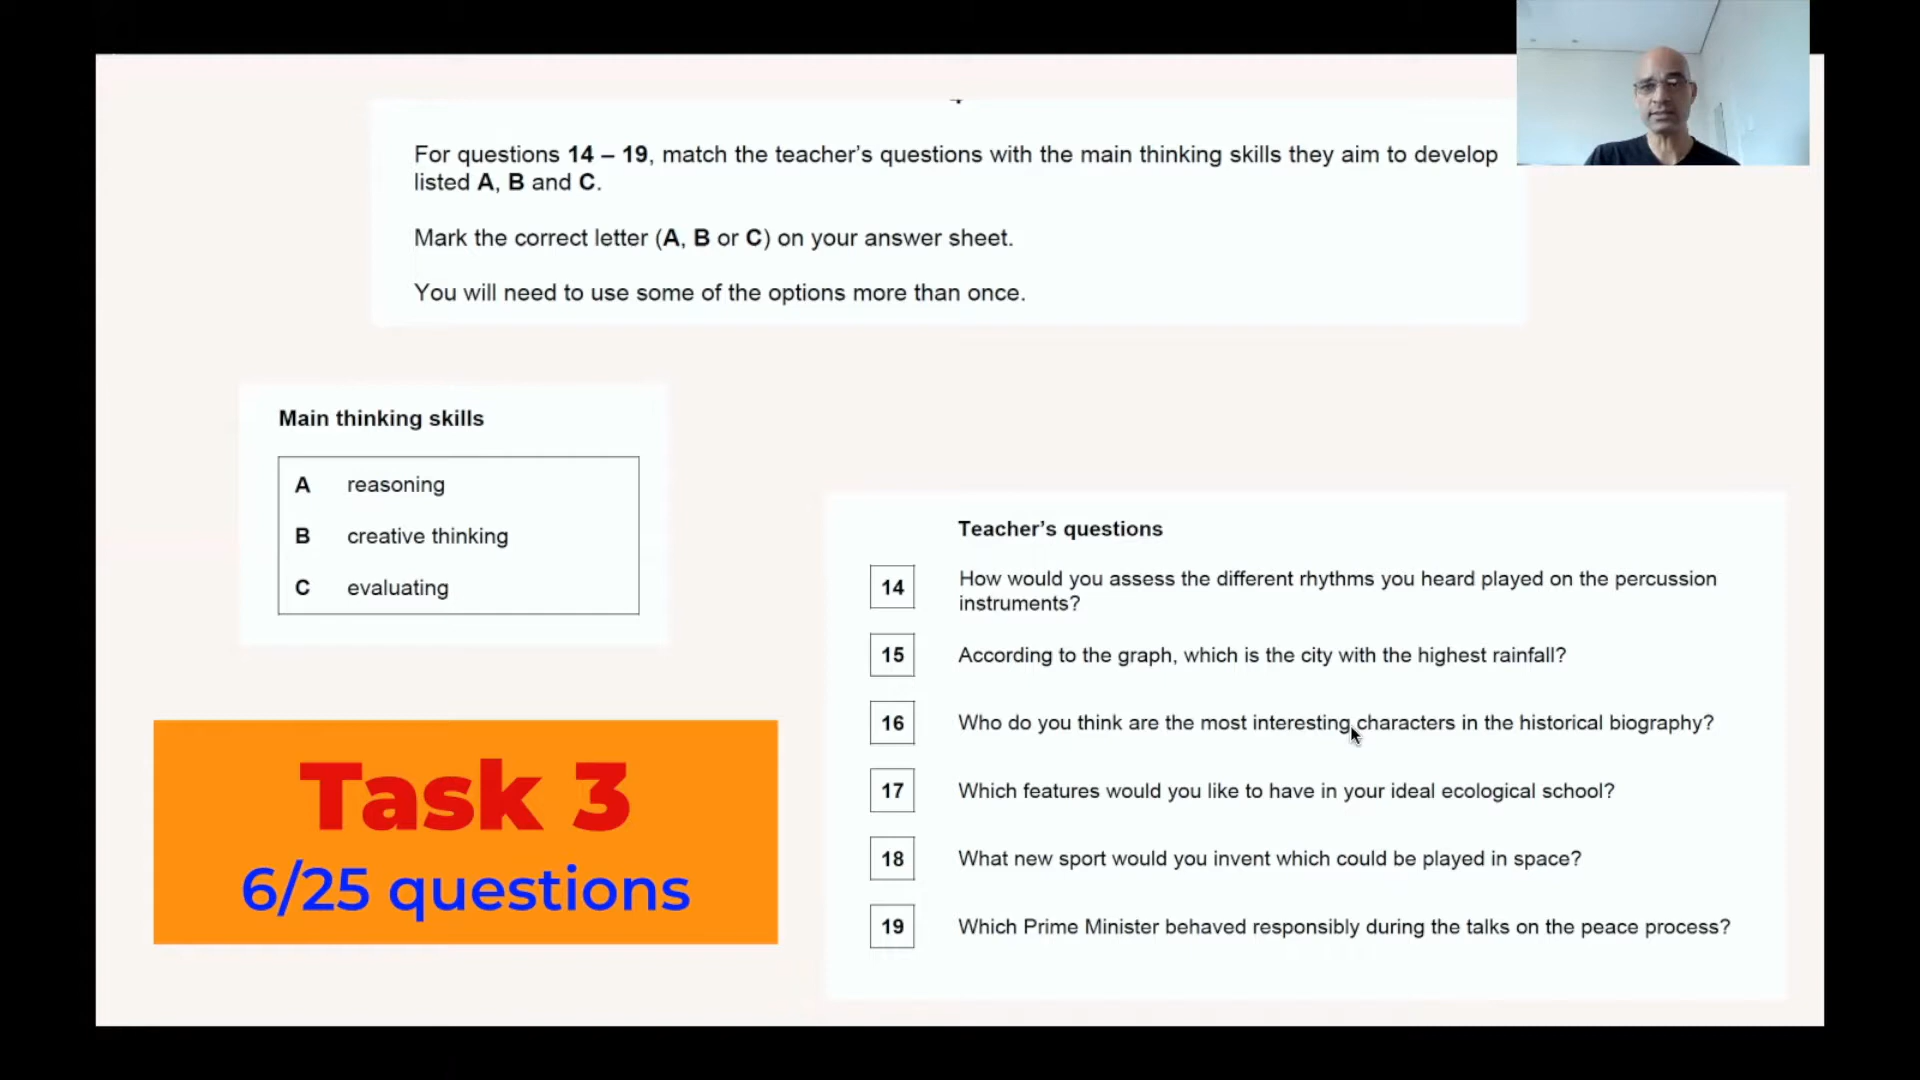 For questions 14 – 19, match the teacher’s questions with the main thinking skills they aim to develop
listed A, B and C.
Mark the correct letter (A, B or C) on your answer sheet.
You will need to use some of the options more than once.
Main thinking skills
A reasoning
B creative thinking
C evaluating
Task 3
6/25 questions
Teacher’s questions
14 How would you assess the different rhythms you heard played on the percussion
instruments?
15 According to the graph, which is the city with the highest rainfall?
16 Who do you think are the most interesting characters in the historical biography?
17 Which features would you like to have in your ideal ecological school?
18 What new sport would you invent which could be played in space?
19 Which Prime Minister behaved responsibly during the talks on the peace process?